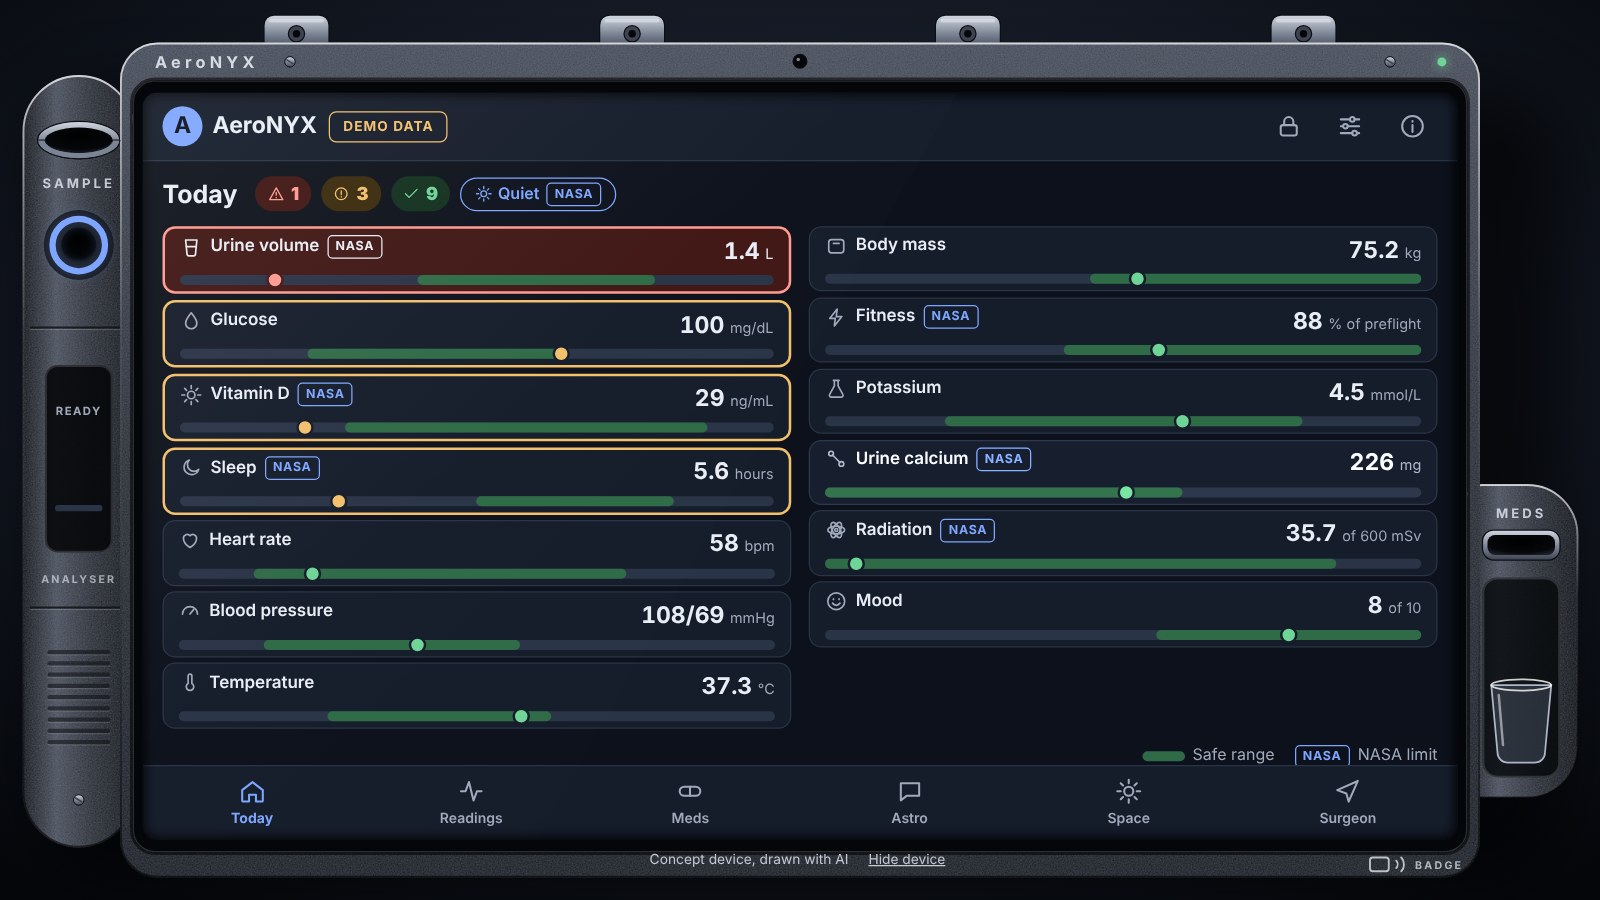 AeroNYX
A AeroNYX DEMO DATA
SAMPLE
Today 1 3 9 Quiet NASA
Urine volume NASA 1.4 L
Glucose 100 mg/dL
Vitamin D NASA 29 ng/mL
Sleep NASA 5.6 hours
Heart rate 58 bpm
Blood pressure 108/69 mmHg
Temperature 37.3 °C
Body mass 75.2 kg
Fitness NASA 88 % of preflight
Potassium 4.5 mmol/L
Urine calcium NASA 226 mg
Radiation NASA 35.7 of 600 mSv
Mood 8 of 10
READY
ANALYSER
MEDS
Safe range NASA NASA limit
Today Readings Meds Astro Space Surgeon
Concept device, drawn with AI Hide device
BADGE